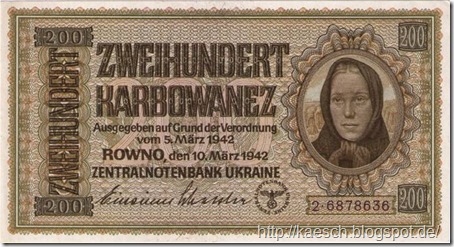 200
200
ZWEIHUNDERT
ZWEIHUNDERT
KARBOWANEZ
Ausgegeben auf Grund der Verordnung
vom 5. März 1942
ROWNO, den 10. März 1942
ZENTRALNOTENBANK UKRAINE
2·6878636
200
200
http://kaesch.blogspot.de/